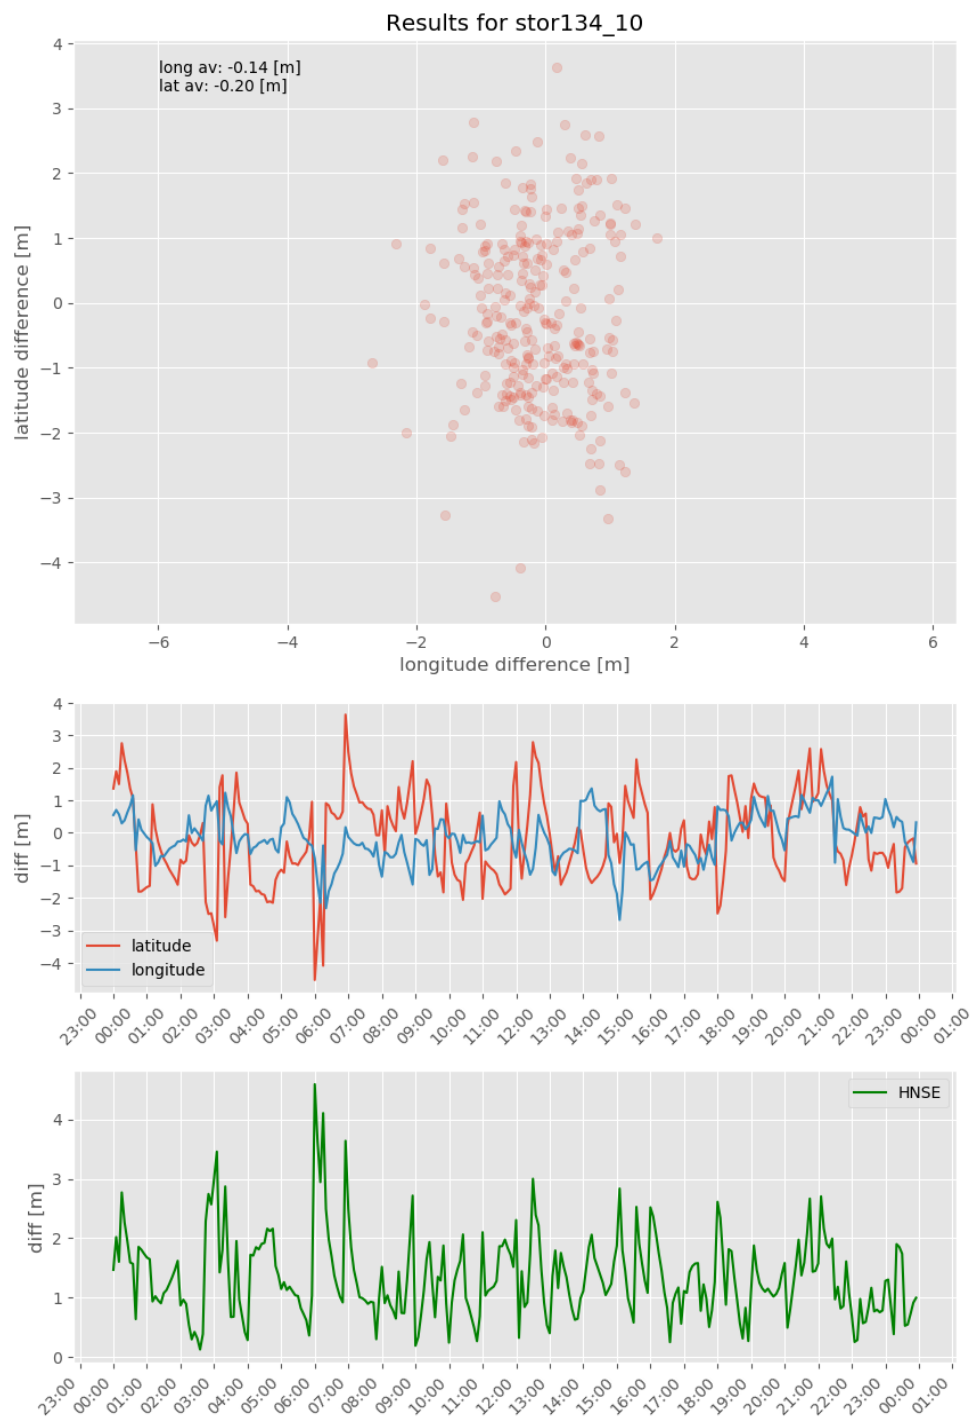 Results for stor134_10
long av: -0.14 [m]
lat av: -0.20 [m]
4
3
2
1
0
−1
−2
−3
−4
latitude difference [m]
−6 −4 −2 0 2 4 6
longitude difference [m]
4
3
2
1
0
−1
−2
−3
−4
diff [m]
latitude
longitude
23:00 00:00 01:00 02:00 03:00 04:00 05:00 06:00 07:00 08:00 09:00 10:00 11:00 12:00 13:00 14:00 15:00 16:00 17:00 18:00 19:00 20:00 21:00 22:00 23:00 00:00 01:00
HNSE
4
3
2
1
0
diff [m]
23:00 00:00 01:00 02:00 03:00 04:00 05:00 06:00 07:00 08:00 09:00 10:00 11:00 12:00 13:00 14:00 15:00 16:00 17:00 18:00 19:00 20:00 21:00 22:00 23:00 00:00 01:00